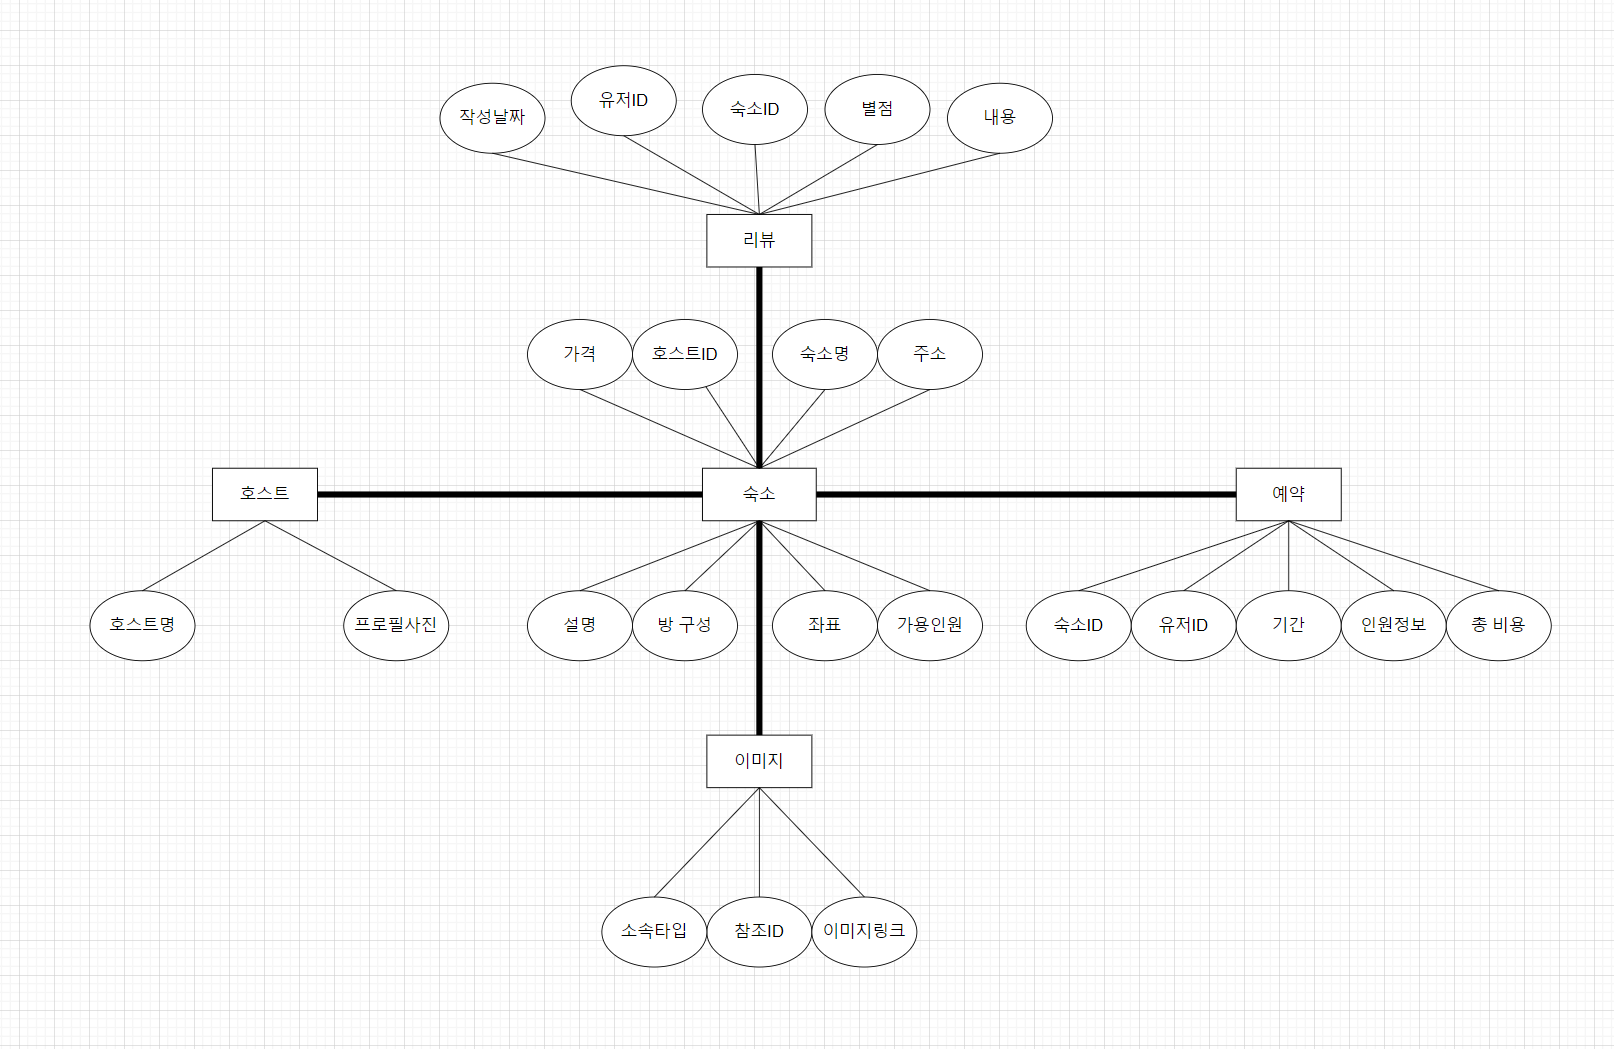 작성날짜
유저ID
숙소ID
별점
내용
리뷰
가격
호스트ID
숙소명
주소
호스트
숙소
예약
호스트명
프로필사진
설명
방 구성
좌표
가용인원
숙소ID
유저ID
기간
인원정보
총 비용
이미지
소속타입
참조ID
이미지링크